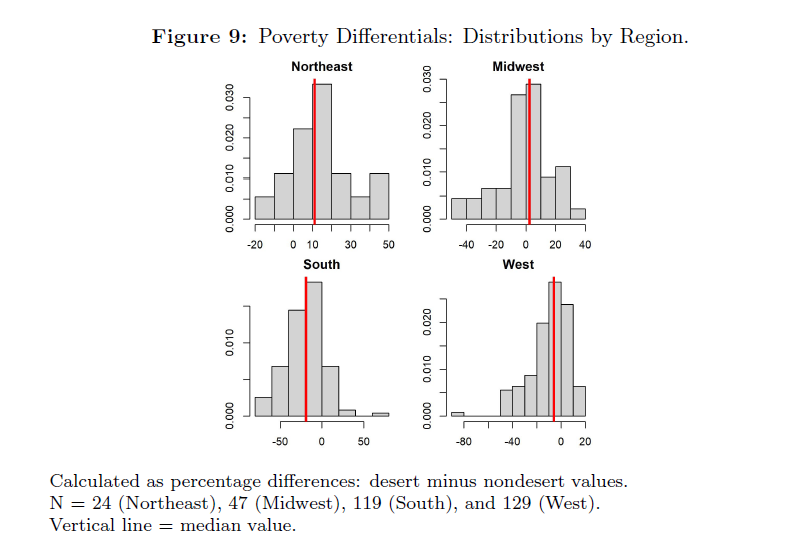 Figure 9: Poverty Differentials: Distributions by Region.
Northeast
0.000 0.010 0.020 0.030
-20 0 10 30 50
Midwest
0.000 0.010 0.020 0.030
-40 -20 0 20 40
South
0.000 0.010
-50 0 50
West
0.000 0.010 0.020
-80 -40 0 20
Calculated as percentage differences: desert minus nondesert values.
N = 24 (Northeast), 47 (Midwest), 119 (South), and 129 (West).
Vertical line = median value.